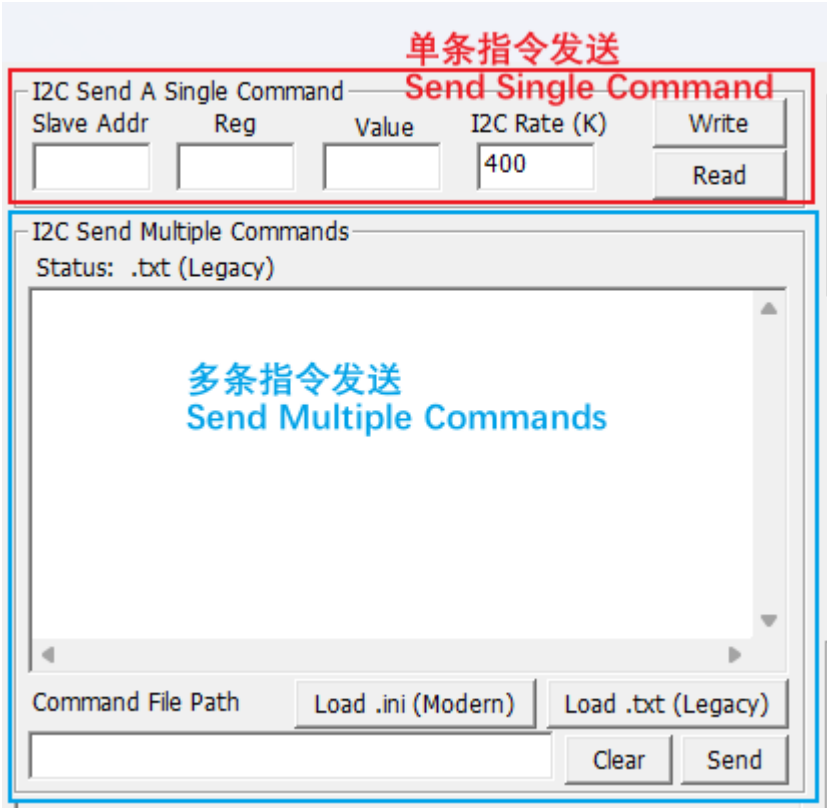 单条指令发送
Send Single Command
I2C Send A Single Command
Slave Addr Reg Value I2C Rate (K) Write
400
Read
I2C Send Multiple Commands
Status: .txt (Legacy)
多条指令发送
Send Multiple Commands
Command File Path Load .ini (Modern) Load .txt (Legacy)
Clear Send